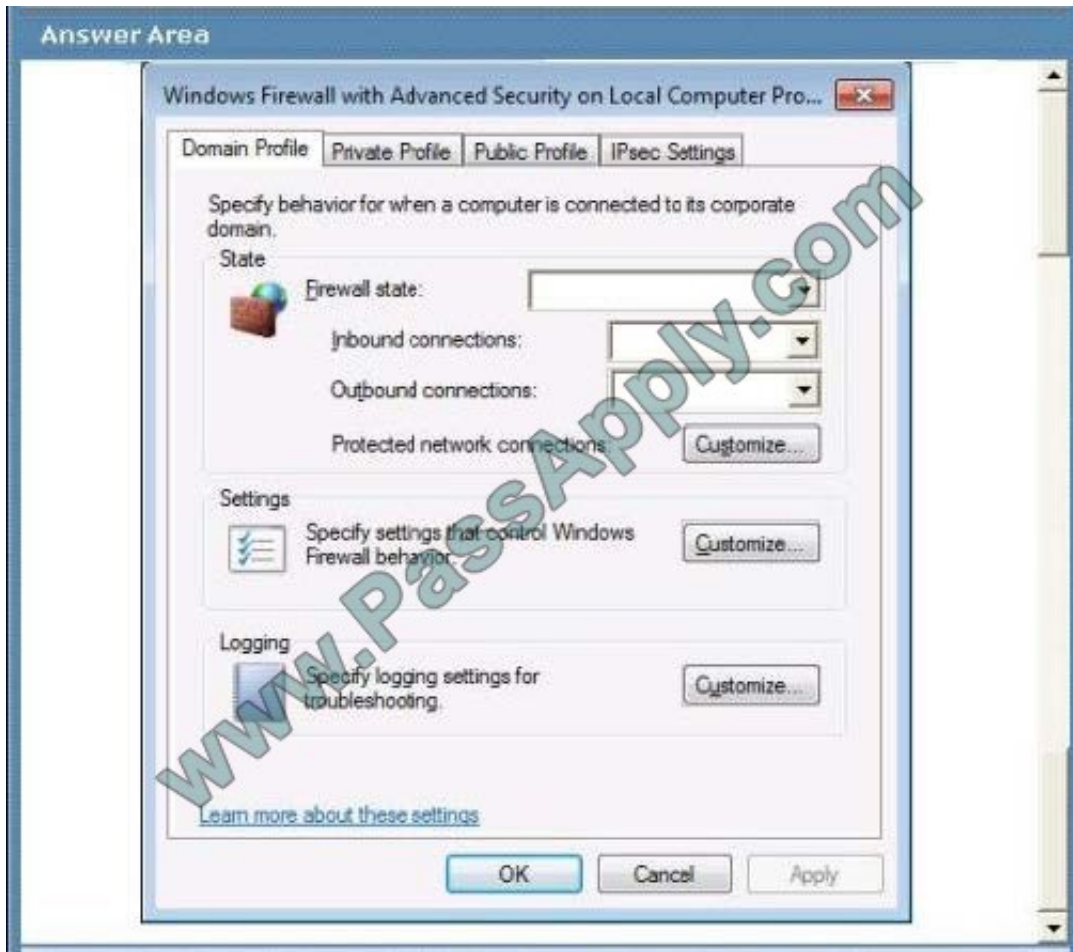 Answer Area
Windows Firewall with Advanced Security on Local Computer Pro...
Domain Profile
Private Profile
Public Profile
IPsec Settings
Specify behavior for when a computer is connected to its corporate
domain.
State
Firewall state:
Inbound connections:
Outbound connections:
Protected network connections:
Customize...
Settings
Specify settings that control Windows
Firewall behavior.
Customize...
Logging
Specify logging settings for
troubleshooting.
Customize...
Learn more about these settings
OK
Cancel
Apply
www.PassApply.com